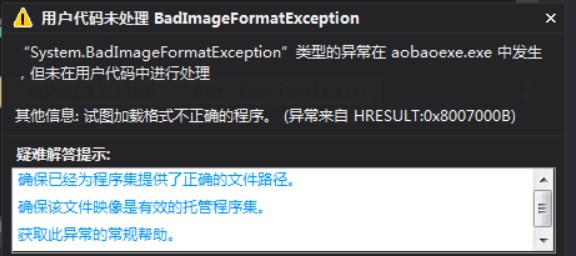 用户代码未处理 BadImageFormatException
“System.BadImageFormatException”类型的异常在 aobaoexe.exe 中发生
，但未在用户代码中进行处理
其他信息: 试图加载格式不正确的程序。 (异常来自 HRESULT:0x8007000B)
疑难解答提示:
确保已经为程序集提供了正确的文件路径。
确保该文件映像是有效的托管程序集。
获取此异常的常规帮助。